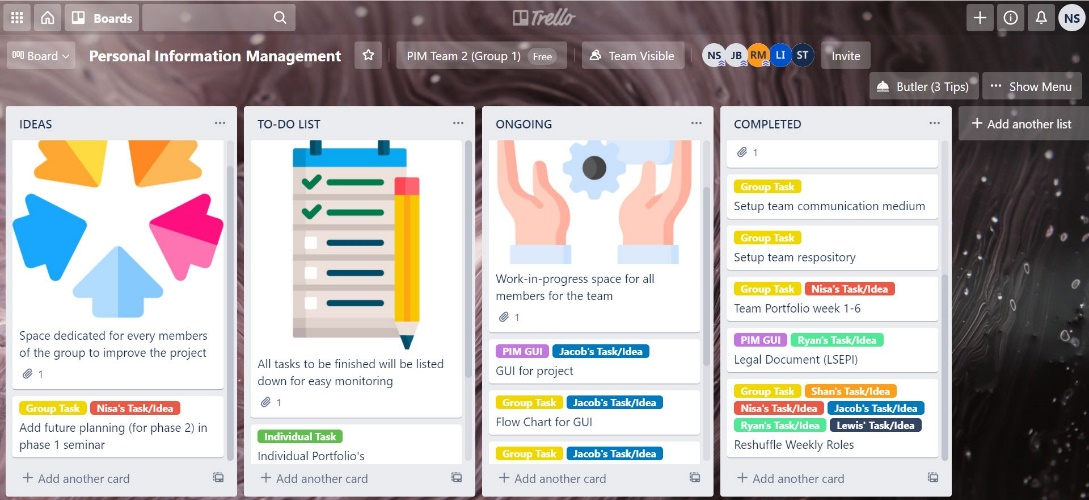 Boards
Trello
NS
Board
Personal Information Management
PIM Team 2 (Group 1) Free
Team Visible
NS JB RM LI ST
Invite
Butler (3 Tips)
Show Menu
IDEAS
Space dedicated for every members
of the group to improve the project
1
Group Task Nisa's Task/Idea
Add future planning (for phase 2) in
phase 1 seminar
+ Add another card
TO-DO LIST
All tasks to be finished will be listed
down for easy monitoring
1
Individual Task
Individual Portfolio's
+ Add another card
ONGOING
Work-in-progress space for all
members for the team
1
PIM GUI Jacob's Task/Idea
GUI for project
Group Task Jacob's Task/Idea
Flow Chart for GUI
Group Task Jacob's Task/Idea
+ Add another card
COMPLETED
1
Group Task
Setup team communication medium
Group Task
Setup team respository
Group Task Nisa's Task/Idea
Team Portfolio week 1-6
PIM GUI Ryan's Task/Idea
Legal Document (LSEPI)
Group Task Shan's Task/Idea
Nisa's Task/Idea Jacob's Task/Idea
Ryan's Task/Idea Lewis' Task/Idea
Reshuffle Weekly Roles
+ Add another card
+ Add another list